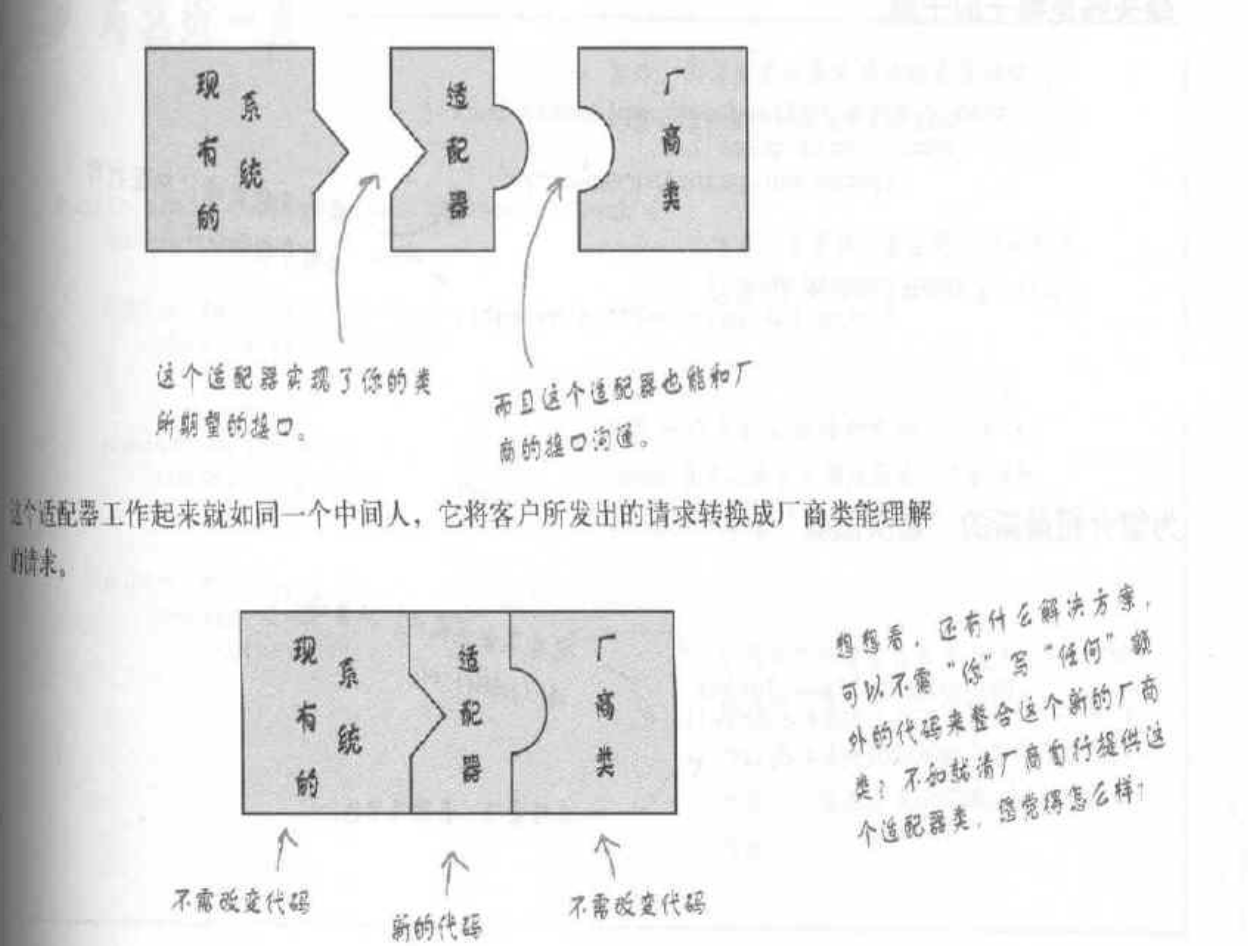 现有的
系统
适配器
厂商类
这个适配器实现了你的类
所期望的接口。
而且这个适配器也能和厂
商的接口沟通。
这个适配器工作起来就如同一个中间人，它将客户所发出的请求转换成厂商类能理解
的请求。
现有的
系统
适配器
厂商类
想想看，还有什么解决方案，
可以不需“你”写“任何”额
外的代码来整合这个新的厂商
类？不如就请厂商自行提供这
个适配器类，您觉得怎么样？
不需改变代码
新的代码
不需改变代码